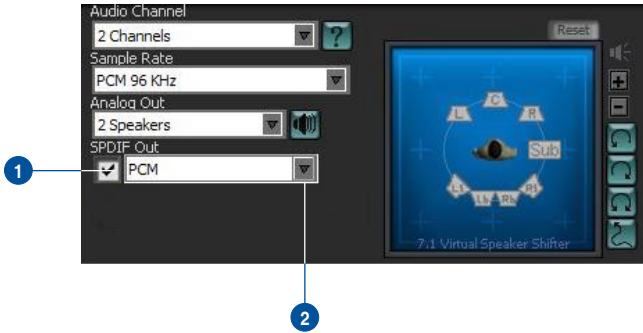 Audio Channel
2 Channels
?
Sample Rate
PCM 96 KHz
Analog Out
2 Speakers
SPDIF Out
PCM
1
2
Reset
L
C
R
Sub
Ls
Lb
Rb
Rs
7.1 Virtual Speaker Shifter